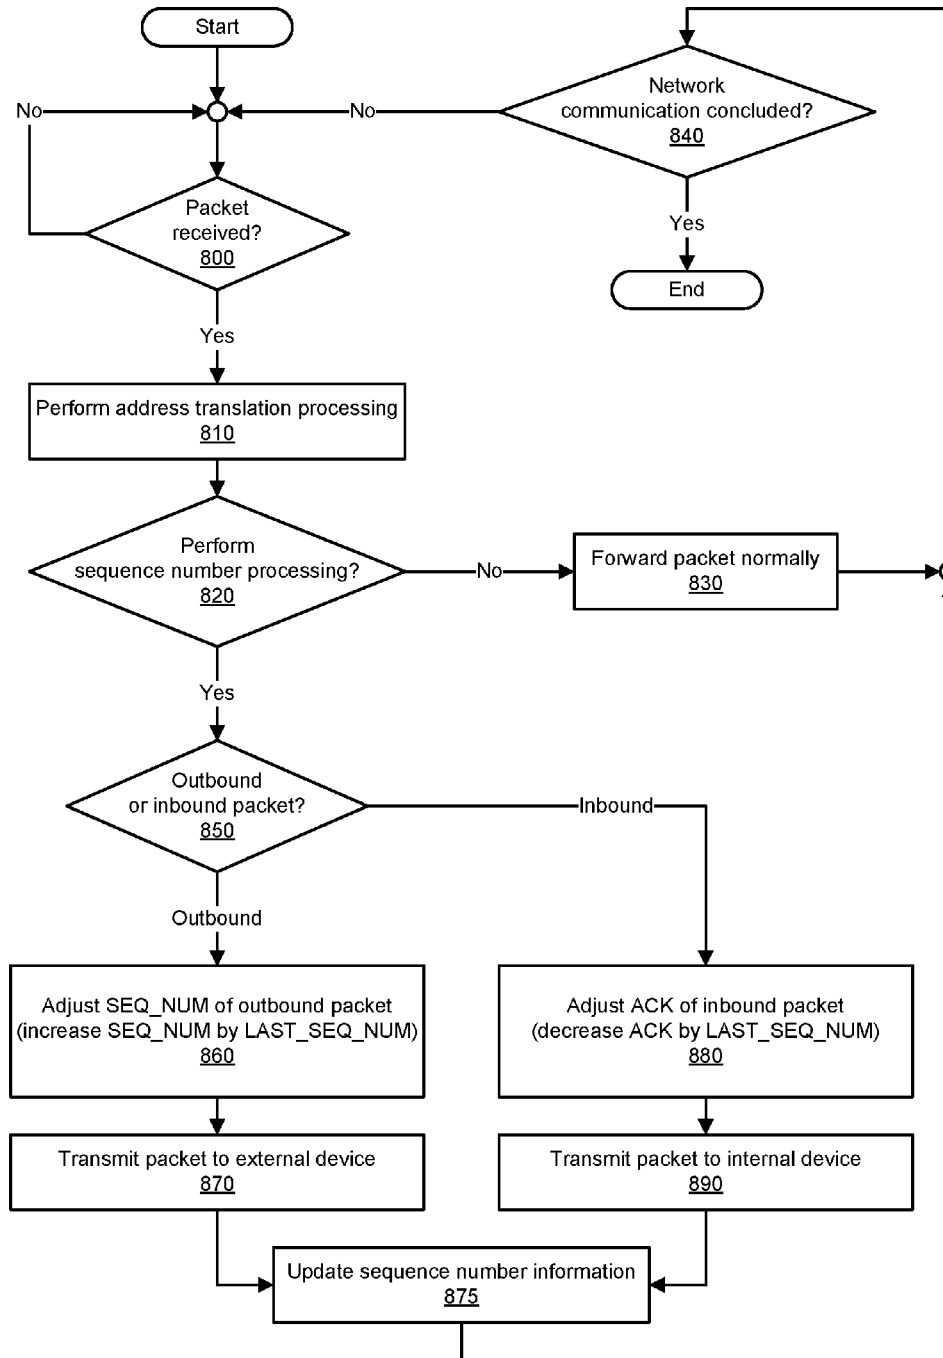 Start
No
No
Network
communication concluded?
840
Packet
received?
800
Yes
End
Yes
Perform address translation processing
810
Perform
sequence number processing?
820
No
Forward packet normally
830
Yes
Outbound
or inbound packet?
850
Inbound
Outbound
Adjust SEQ_NUM of outbound packet
(increase SEQ_NUM by LAST_SEQ_NUM)
860
Adjust ACK of inbound packet
(decrease ACK by LAST_SEQ_NUM)
880
Transmit packet to external device
870
Transmit packet to internal device
890
Update sequence number information
875